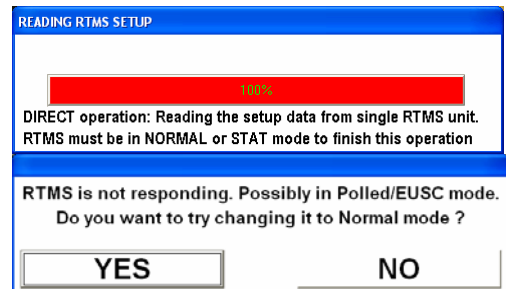 READING RTMS SETUP
100%
DIRECT operation: Reading the setup data from single RTMS unit.
RTMS must be in NORMAL or STAT mode to finish this operation
RTMS is not responding. Possibly in Polled/EUSC mode.
Do you want to try changing it to Normal mode ?
YES NO